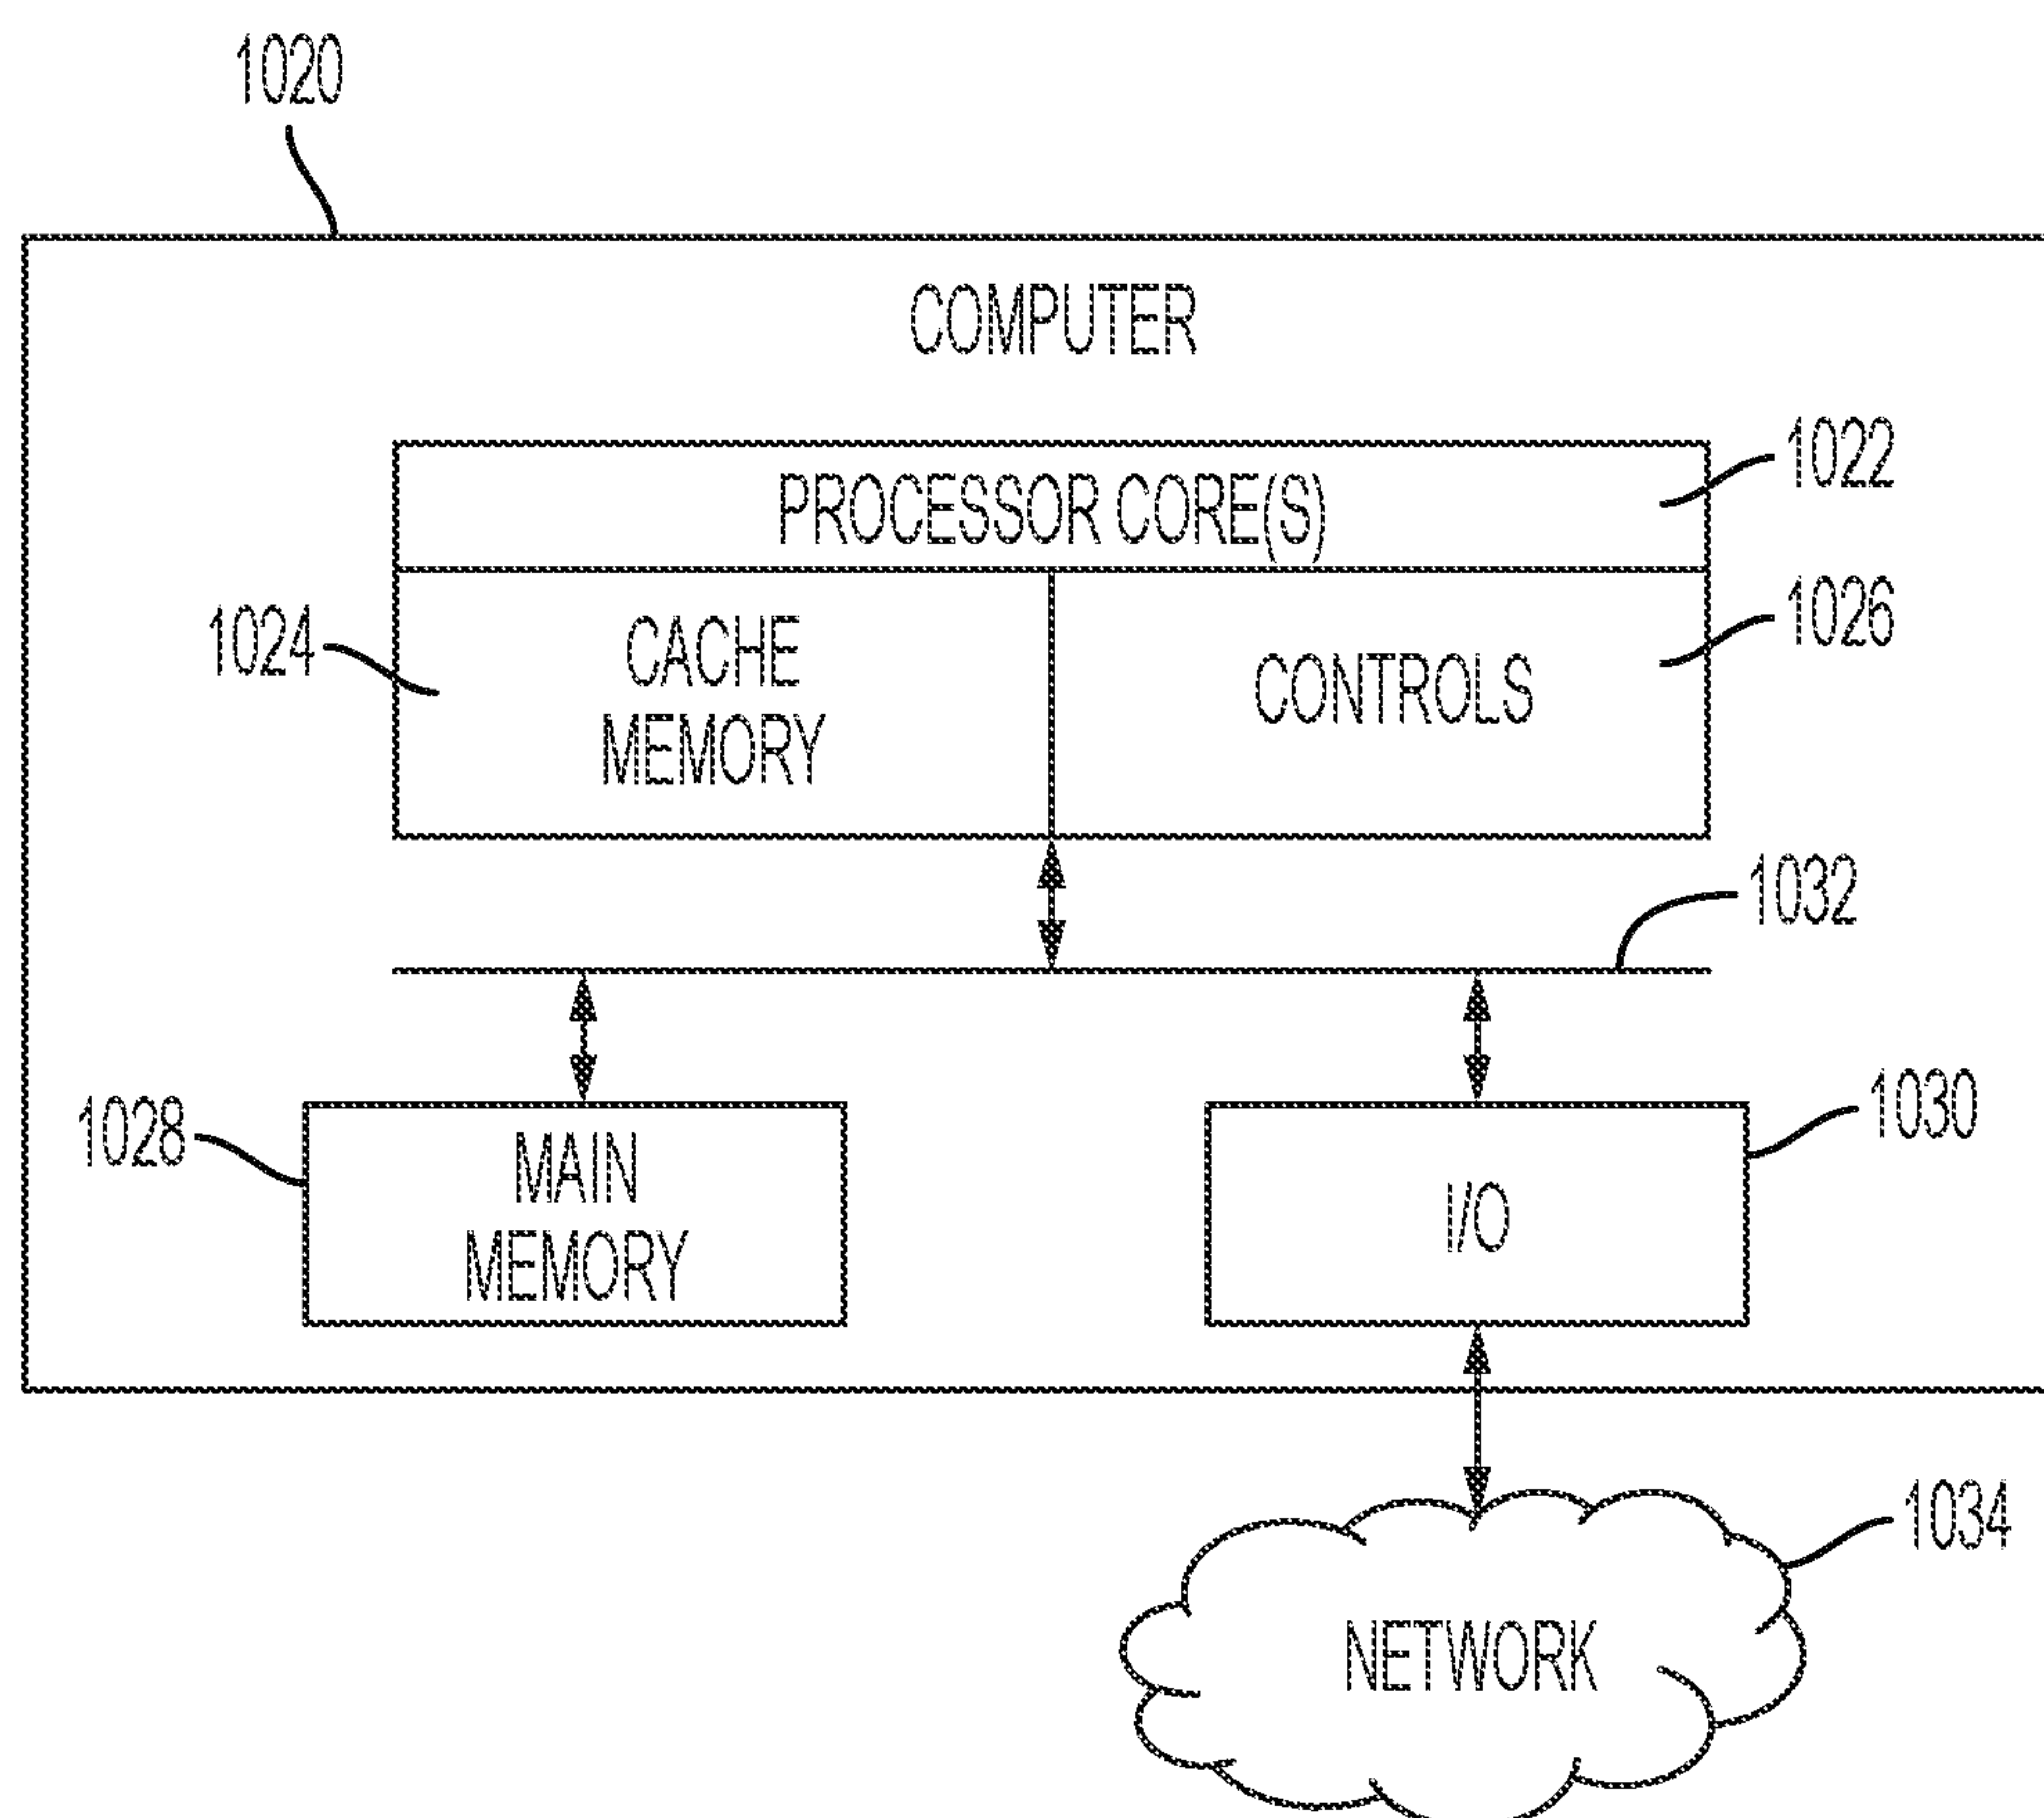 1020
COMPUTER
PROCESSOR CORE(S)
1022
1024
CACHE
MEMORY
CONTROLS
1026
1032
1028
MAIN
MEMORY
I/O
1030
NETWORK
1034